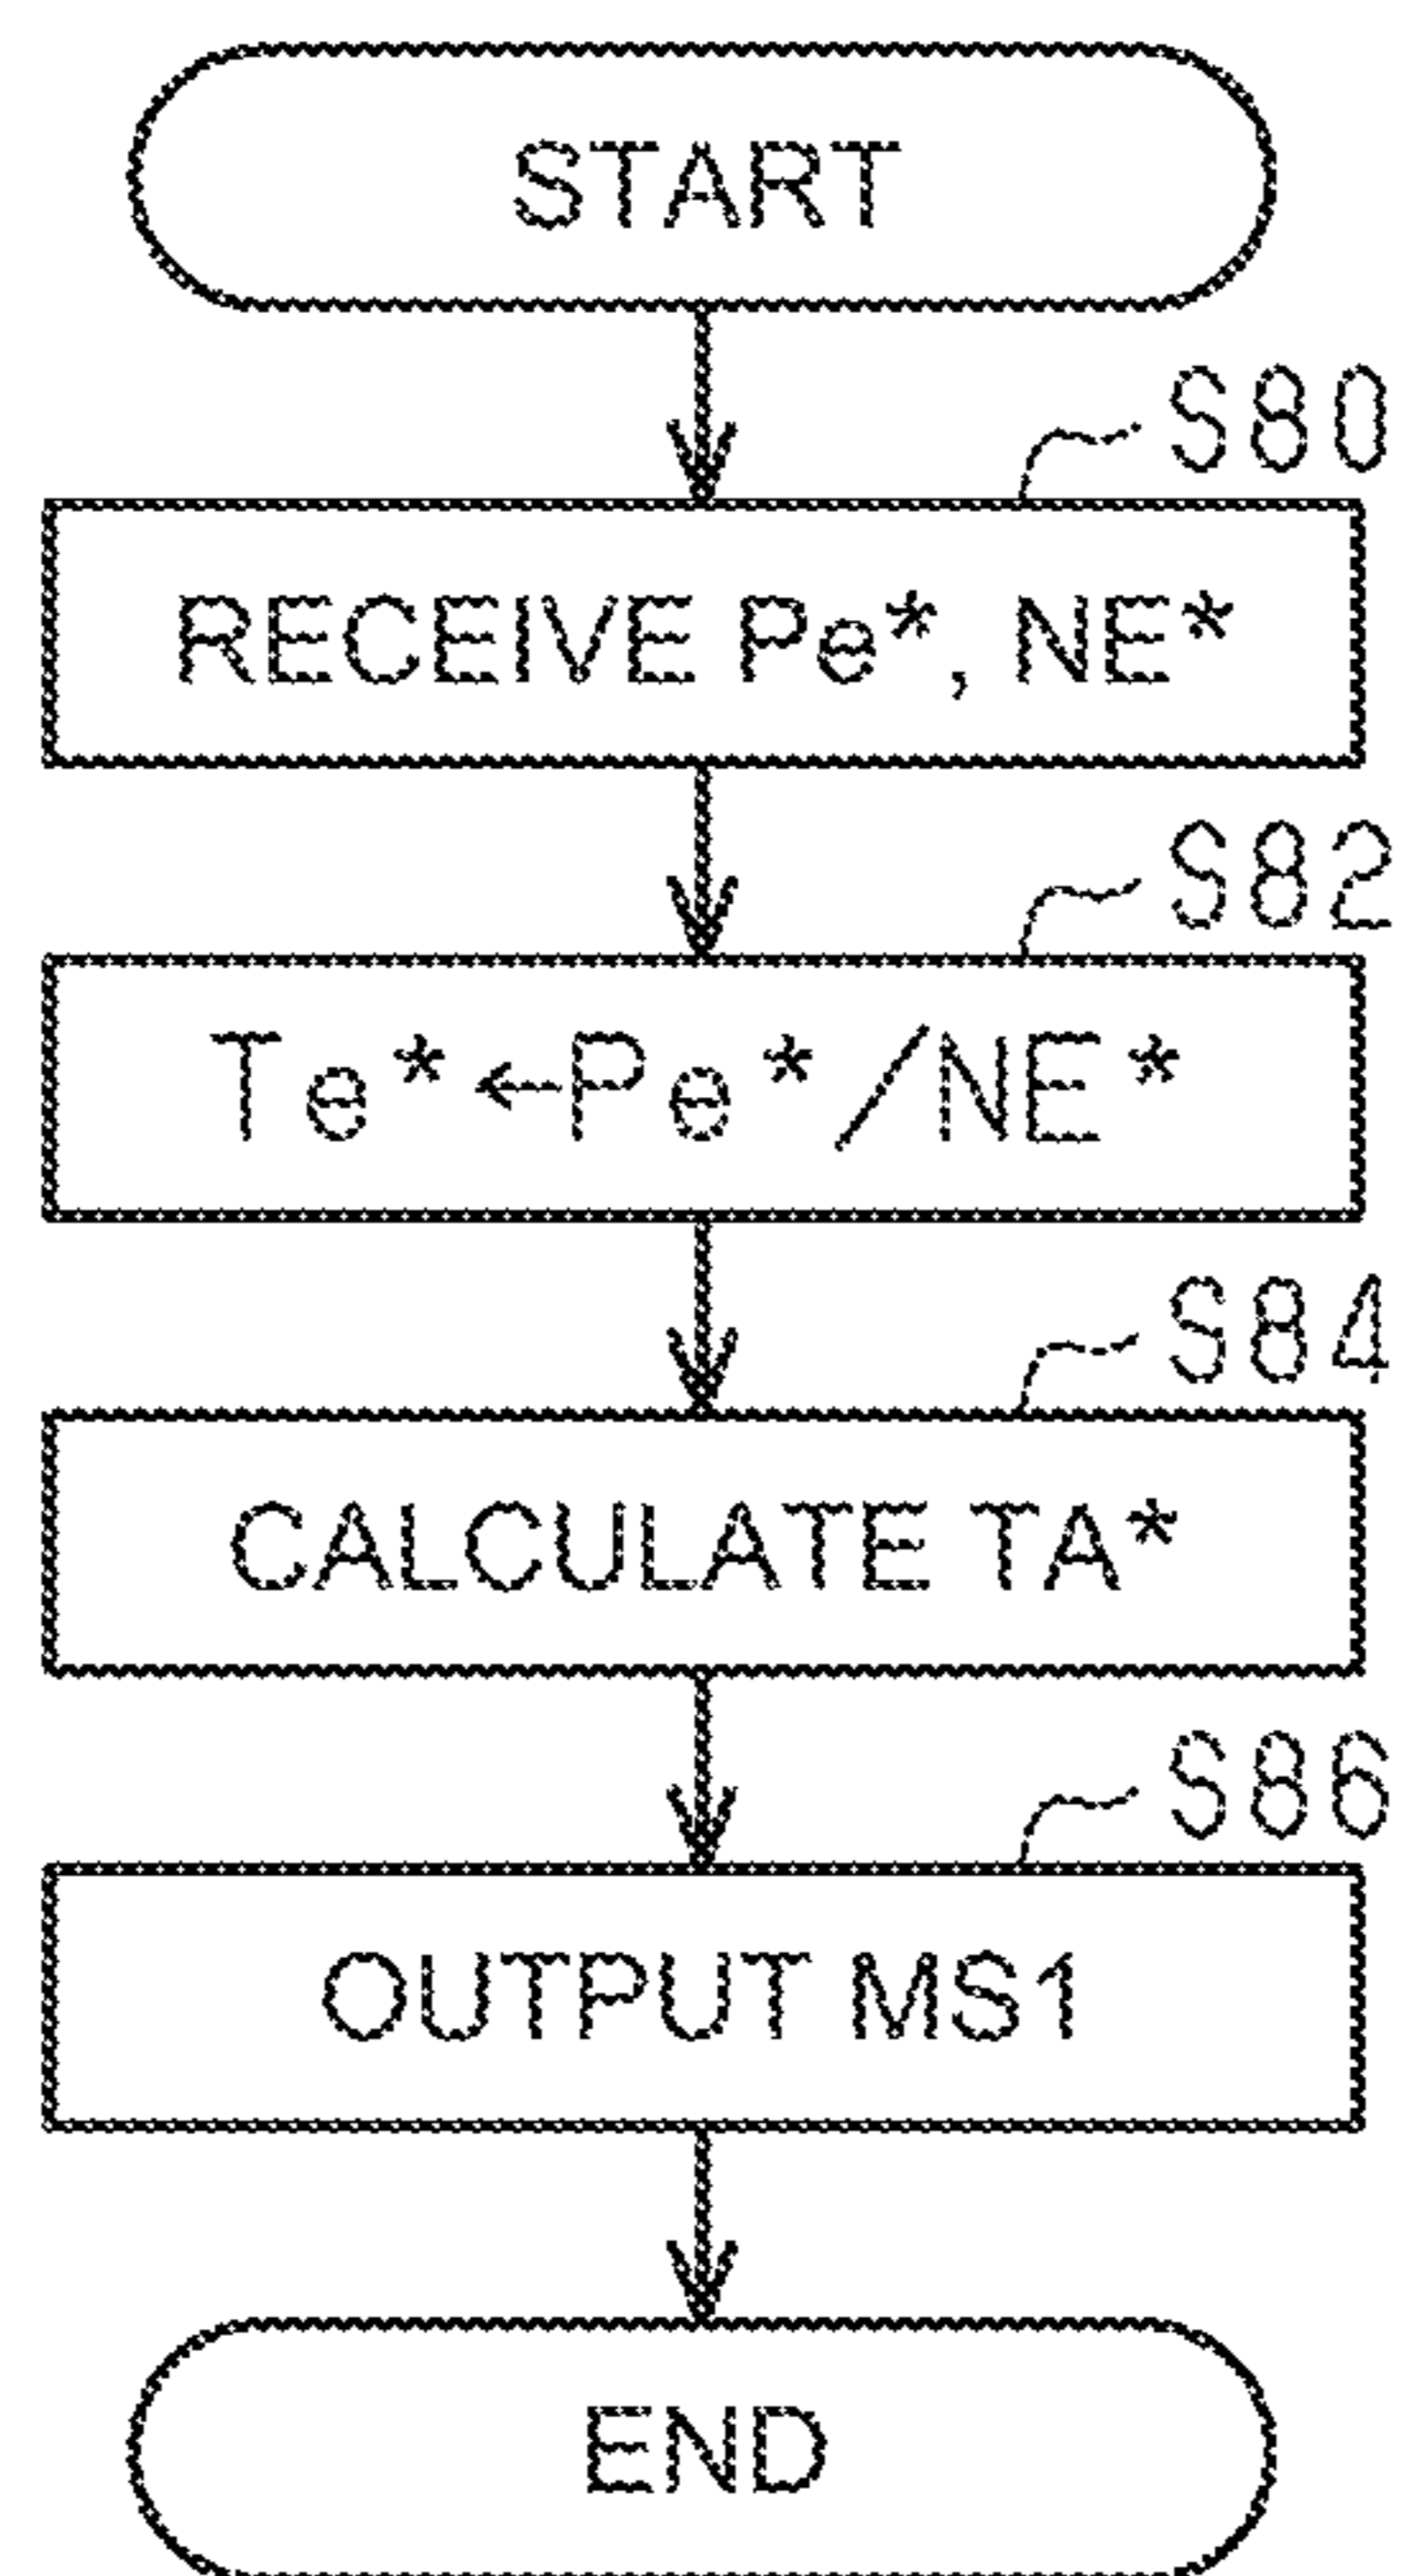 START
S80
RECEIVE Pe*, NE*
S82
Te*←Pe*/NE*
S84
CALCULATE TA*
S86
OUTPUT MS1
END